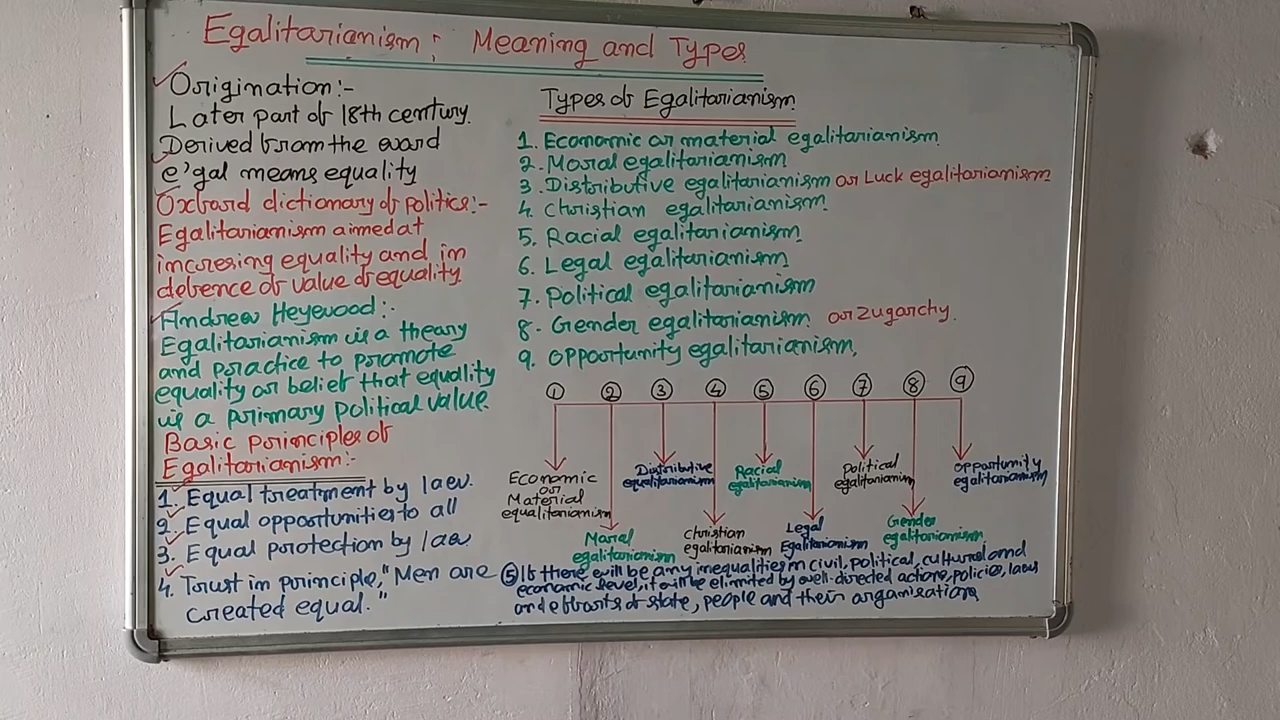 Egalitarianism: Meaning and Types
Origination:-
Later part of 18th century.
Derived from the word
e'gal means equality
Oxford dictionary of politics:-
Egalitarianism aimed at
incresing equality and in
defence of value of equality.
Andrew Heyewood:-
Egalitarianism is a theory
and practice to promote
equality or belief that equality
is a primary political value.
Basic principles of
Egalitarianism:-
1. Equal treatment by law.
2. Equal opportunities to all
3. Equal protection by law
4. Trust in principle, "Men are
created equal."
Types of Egalitarianism
1. Economic or material egalitarianism
2. Moral egalitarianism
3. Distributive egalitarianism or Luck egalitarianism
4. Christian egalitarianism
5. Racial egalitarianism
6. Legal egalitarianism
7. Political egalitarianism
8. Gender egalitarianism or Zugarchy.
9. Opportunity egalitarianism,
1 2 3 4 5 6 7 8 9
Economic
or
Material
equalitarianism
Moral
egalitarianism
Distributive
equalitarianism
Christian
egalitarianism
Racial
egalitarianism
Legal
Egalitarianism
Political
egalitarianism
Gender
egalitarianism
Opportunity
egalitarianism
5 If there will be any inequalities in civil, political, cultural and
economic level, it will be elimited by well-directed actions, policies, laws
and efforts of state, people and their organisations